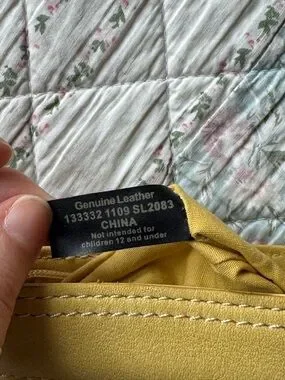 Genuine Leather
133332 1109 SL2083
CHINA
Not intended for
children 12 and under